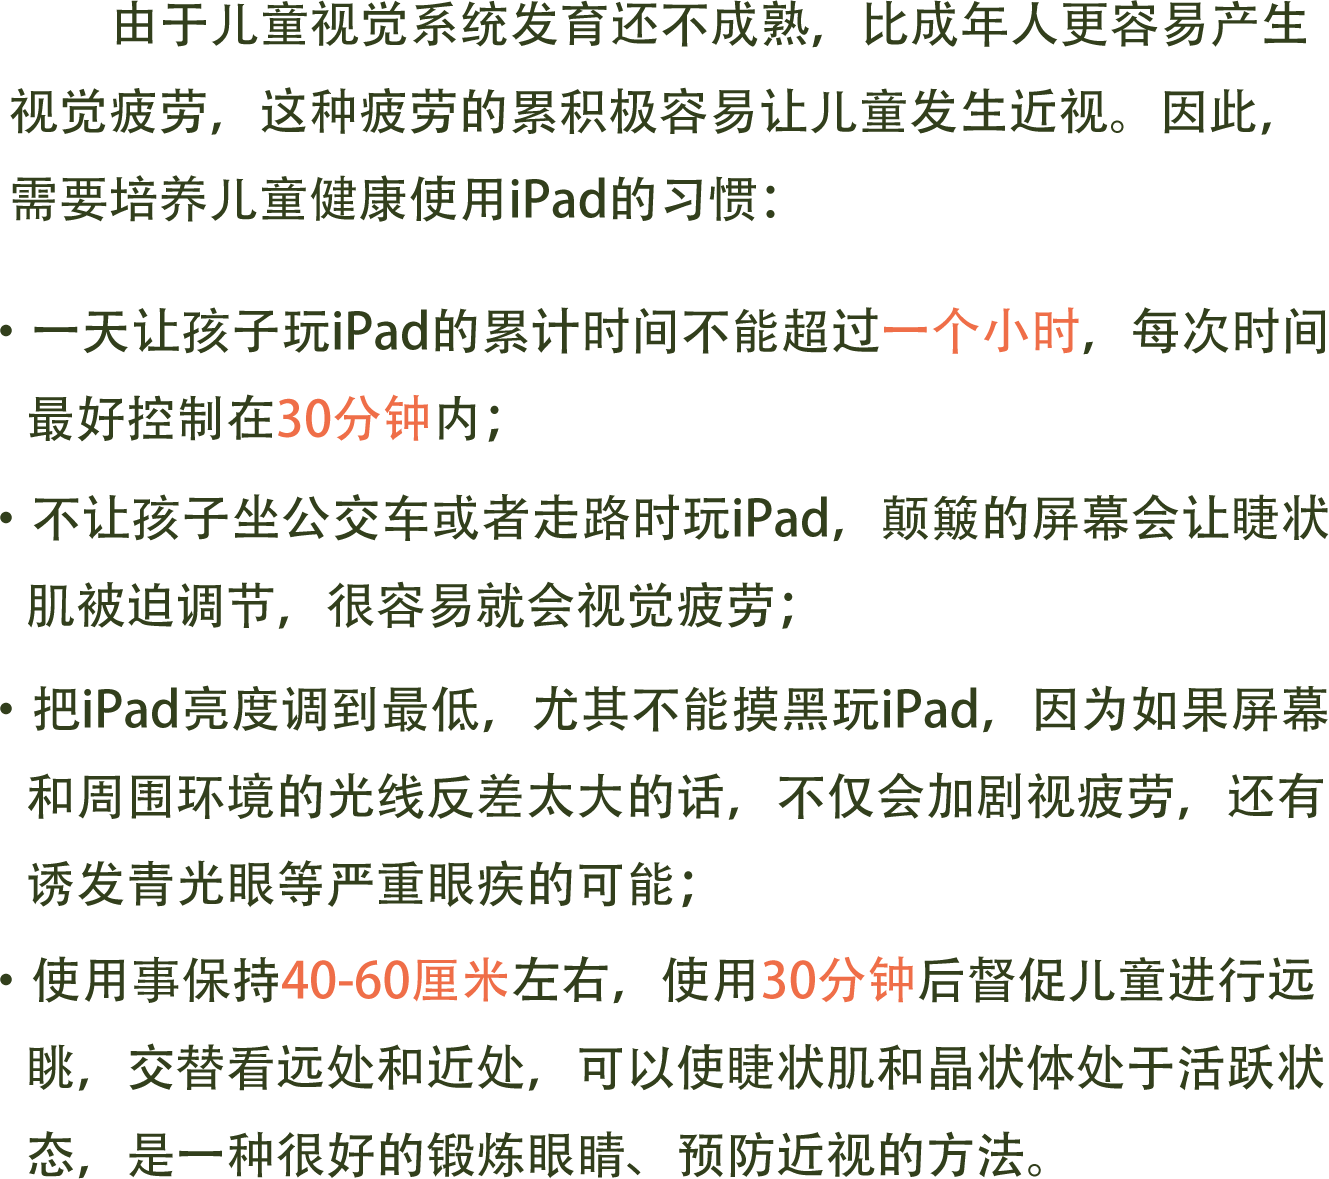 由于儿童视觉系统发育还不成熟，比成年人更容易产生
视觉疲劳，这种疲劳的累积极容易让儿童发生近视。因此，
需要培养儿童健康使用iPad的习惯：
• 一天让孩子玩iPad的累计时间不能超过一个小时，每次时间
最好控制在30分钟内；
• 不让孩子坐公交车或者走路时玩iPad，颠簸的屏幕会让睫状
肌被迫调节，很容易就会视觉疲劳；
• 把iPad亮度调到最低，尤其不能摸黑玩iPad，因为如果屏幕
和周围环境的光线反差太大的话，不仅会加剧视疲劳，还有
诱发青光眼等严重眼疾的可能；
• 使用事保持40-60厘米左右，使用30分钟后督促儿童进行远
眺，交替看远处和近处，可以使睫状肌和晶状体处于活跃状
态，是一种很好的锻炼眼睛、预防近视的方法。